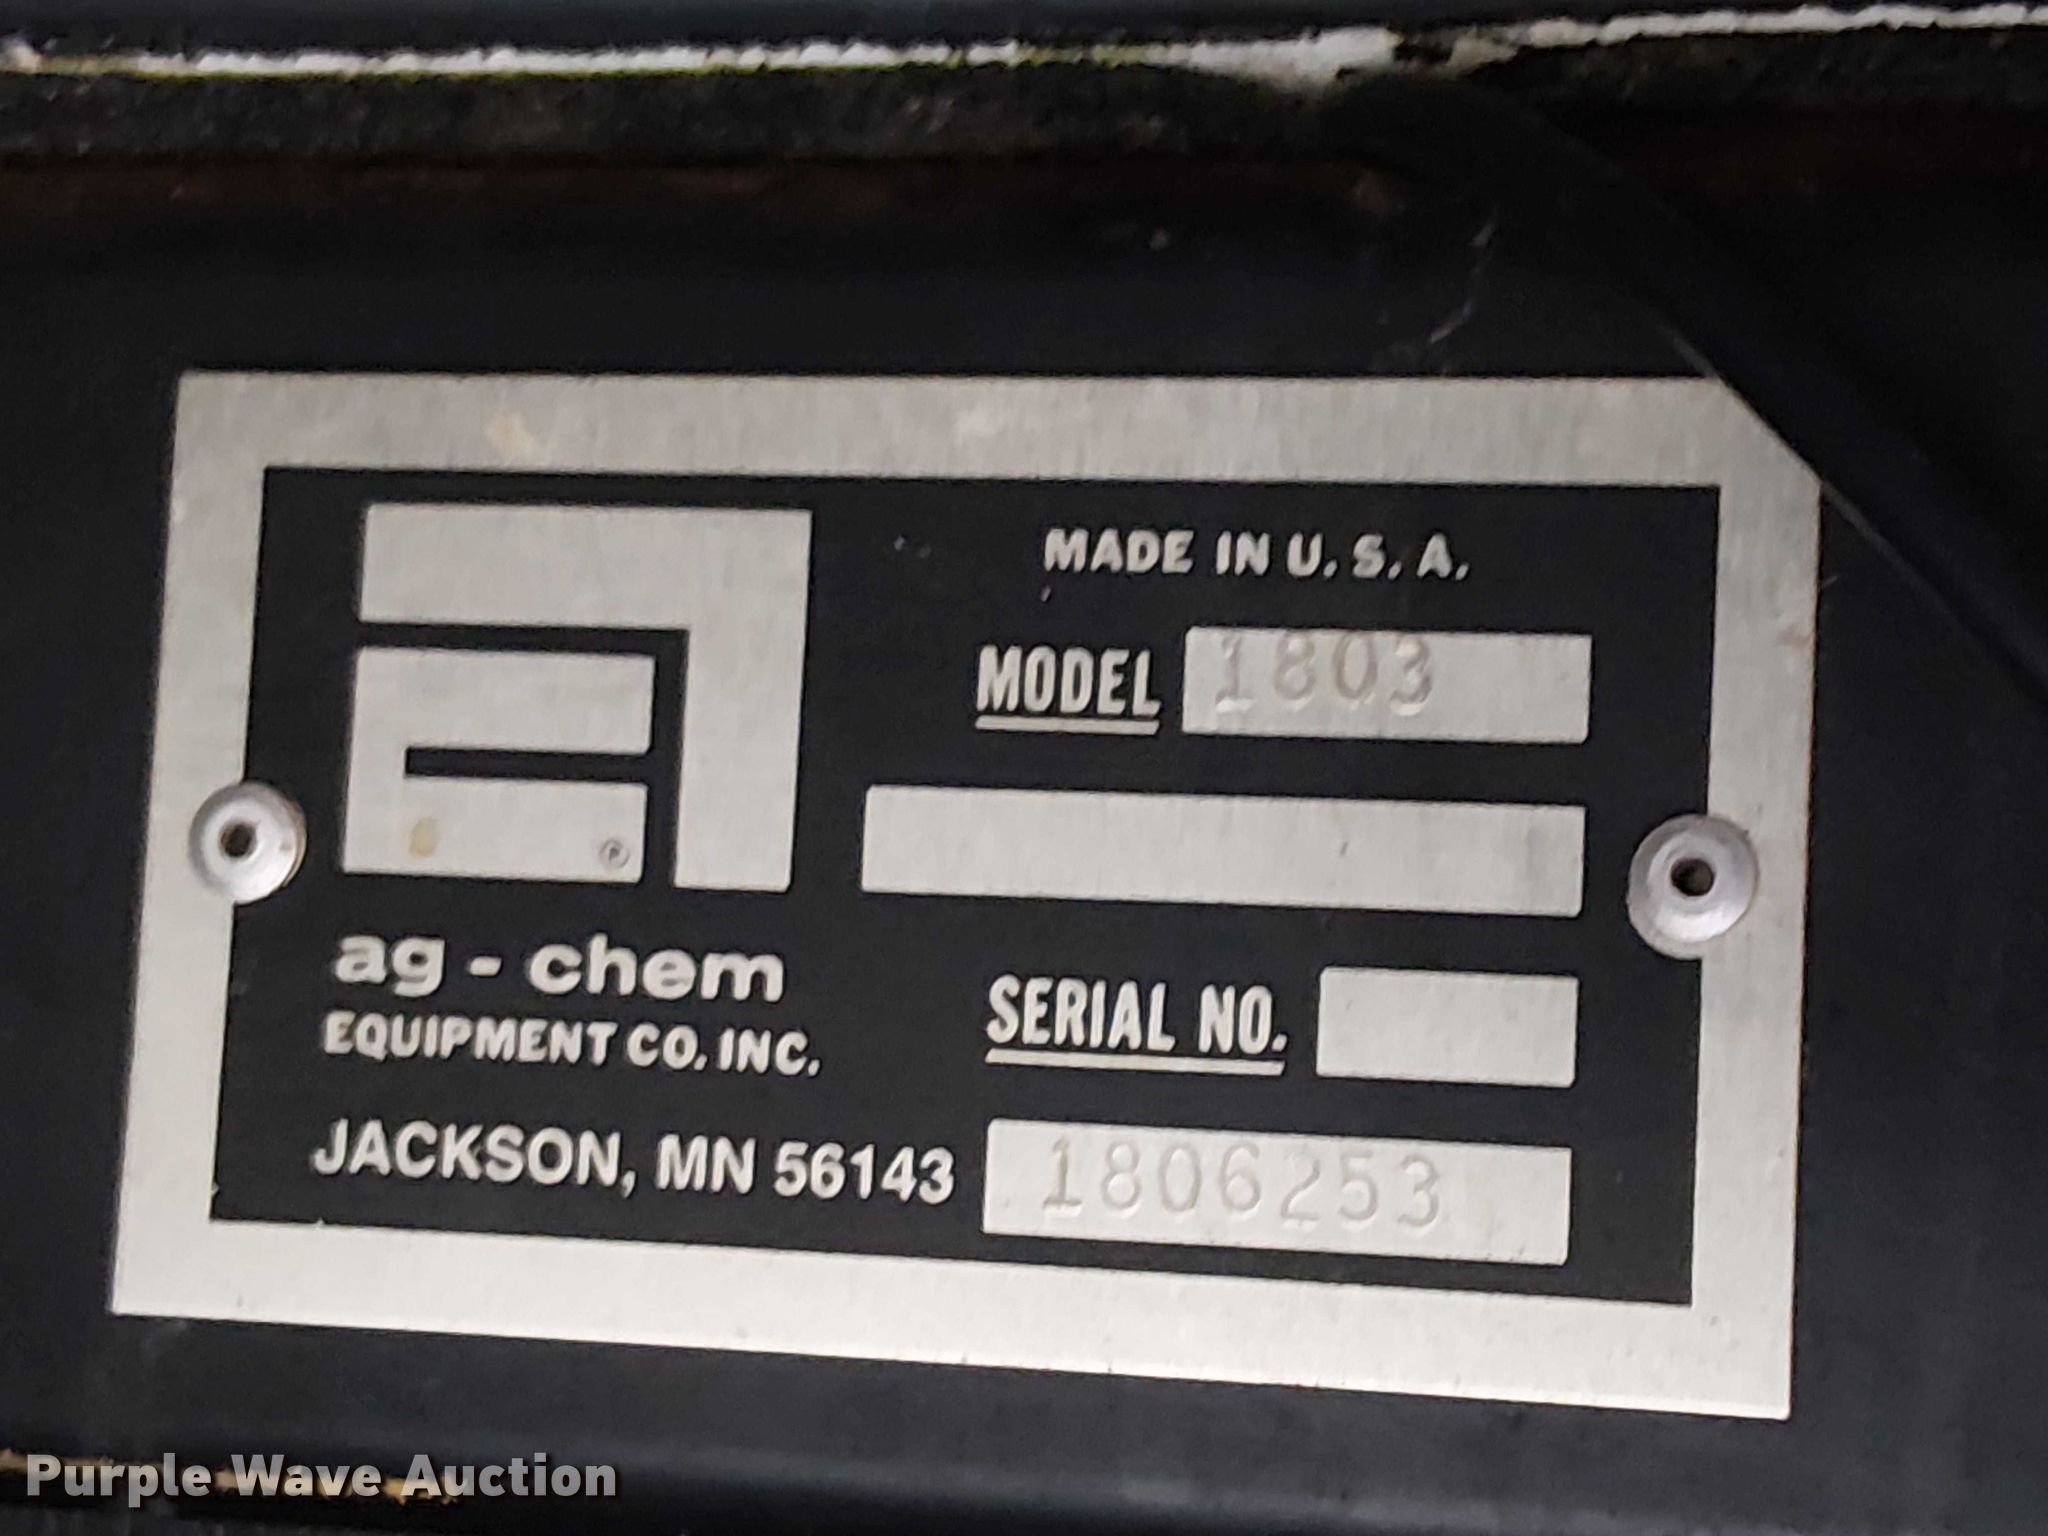 MADE IN U.S.A.
MODEL 1803
ag-chem
EQUIPMENT CO. INC.
SERIAL NO.
JACKSON, MN 56143
1806253
Purple Wave Auction